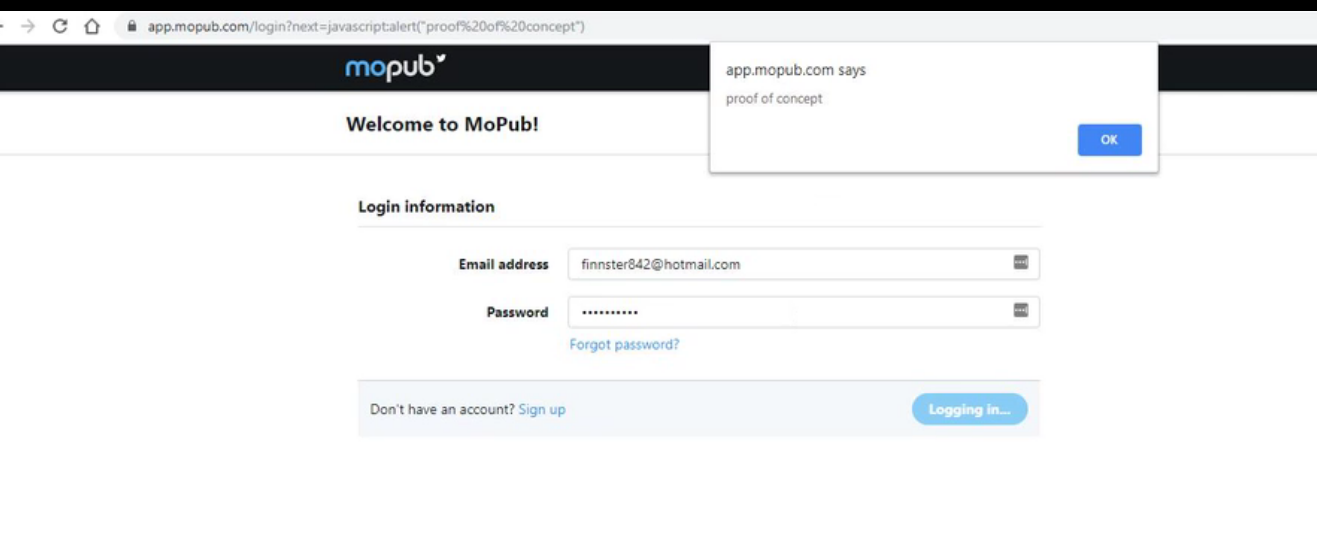 app.mopub.com/login?next=javascript:alert("proof%20of%20concept")
mopub
app.mopub.com says
proof of concept
OK
Welcome to MoPub!
Login information
Email address finnster842@hotmail.com
Password ••••••••••
Forgot password?
Don't have an account? Sign up Logging in...